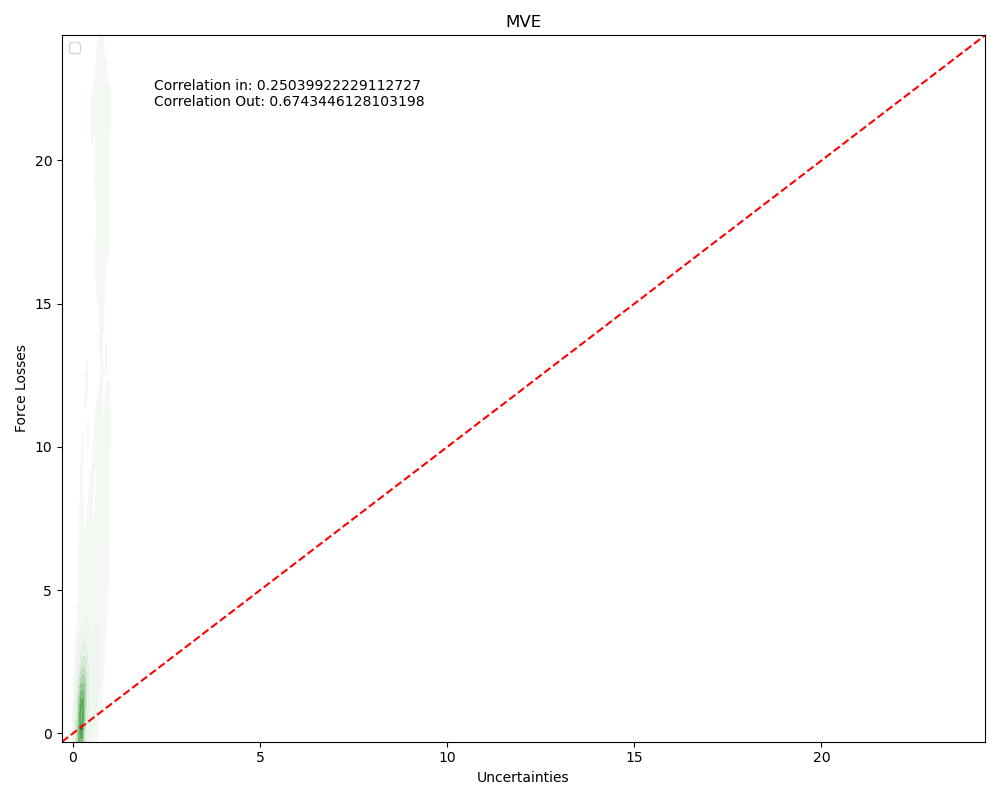 MVE
Correlation in: 0.25039922229112727
Correlation Out: 0.6743446128103198
20
15
10
5
0
Force Losses
0 5 10 15 20
Uncertainties